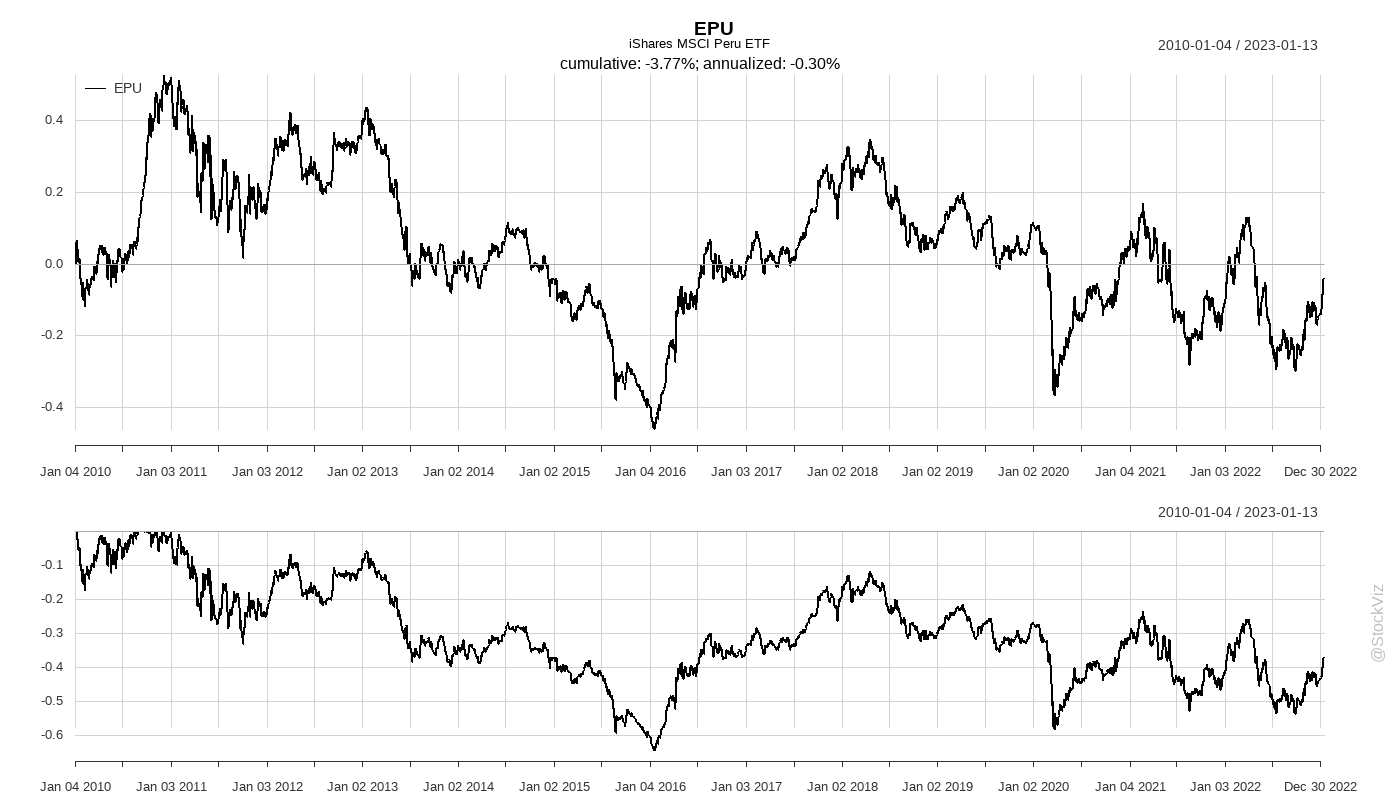 EPU
iShares MSCI Peru ETF
2010-01-04 / 2023-01-13
cumulative: -3.77%; annualized: -0.30%
EPU
0.4
0.2
0.0
-0.2
-0.4
Jan 04 2010 Jan 03 2011 Jan 03 2012 Jan 02 2013 Jan 02 2014 Jan 02 2015 Jan 04 2016 Jan 03 2017 Jan 02 2018 Jan 02 2019 Jan 02 2020 Jan 04 2021 Jan 03 2022 Dec 30 2022
2010-01-04 / 2023-01-13
-0.1
-0.2
-0.3
-0.4
-0.5
-0.6
Jan 04 2010 Jan 03 2011 Jan 03 2012 Jan 02 2013 Jan 02 2014 Jan 02 2015 Jan 04 2016 Jan 03 2017 Jan 02 2018 Jan 02 2019 Jan 02 2020 Jan 04 2021 Jan 03 2022 Dec 30 2022
@StockViz